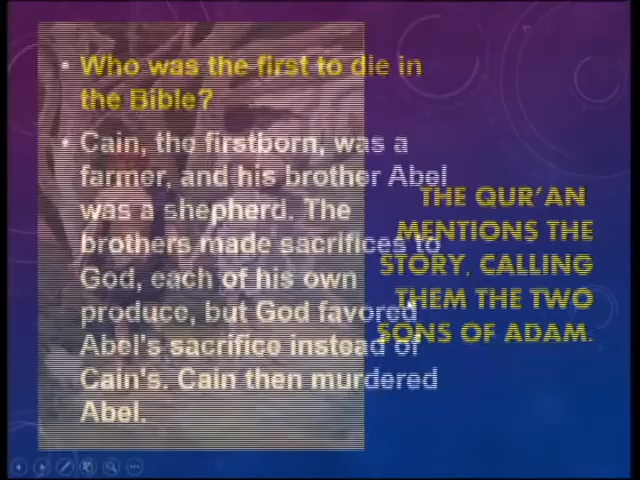 • Who was the first to die in
the Bible?
• Cain, the firstborn, was a
farmer, and his brother Abel
was a shepherd. The
brothers made sacrifices to
God, each of his own
produce, but God favored
Abel's sacrifice instead of
Cain's. Cain then murdered
Abel.
THE QUR'AN
MENTIONS THE
STORY, CALLING
THEM THE TWO
SONS OF ADAM.